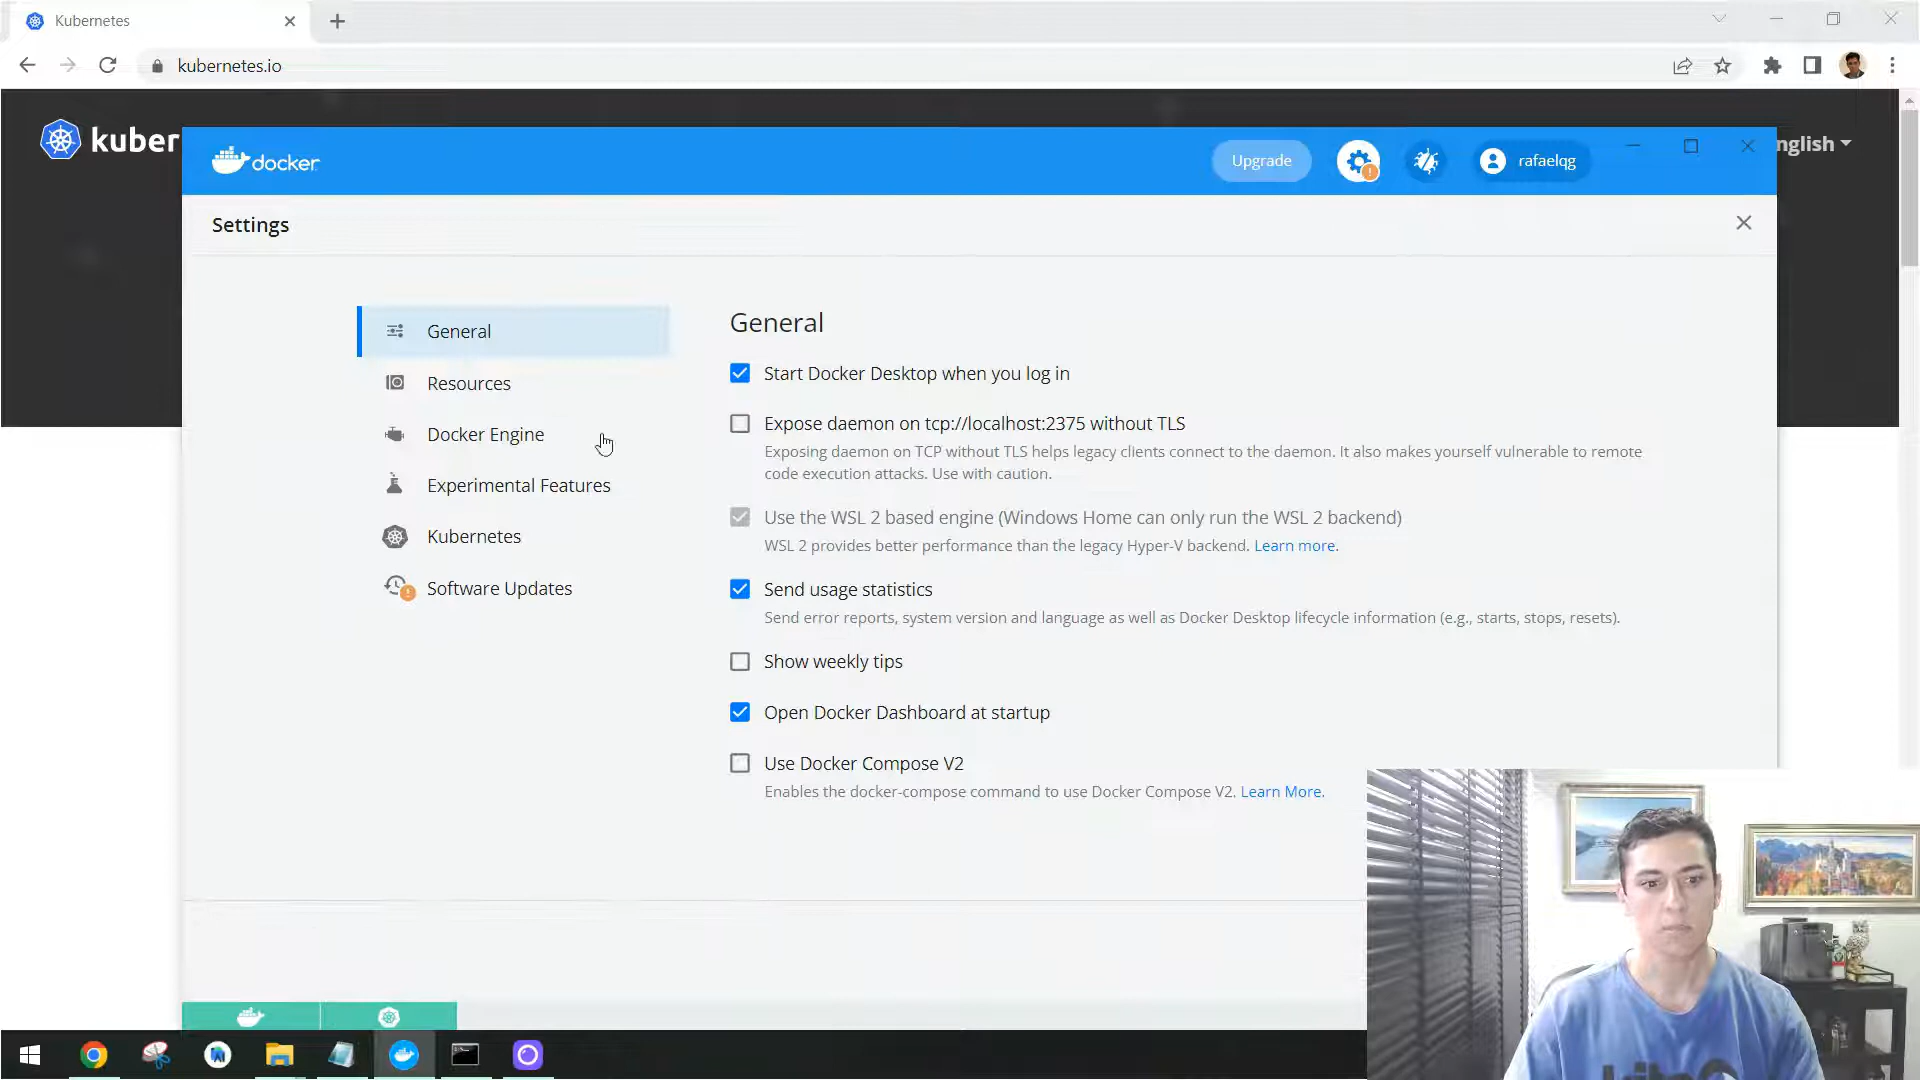 Kubernetes
kubernetes.io
kuber
nglish
docker
Upgrade
rafaelqg
Settings
General
Resources
Docker Engine
Experimental Features
Kubernetes
Software Updates
General
Start Docker Desktop when you log in
Expose daemon on tcp://localhost:2375 without TLS
Exposing daemon on TCP without TLS helps legacy clients connect to the daemon. It also makes yourself vulnerable to remote
code execution attacks. Use with caution.
Use the WSL 2 based engine (Windows Home can only run the WSL 2 backend)
WSL 2 provides better performance than the legacy Hyper-V backend. Learn more.
Send usage statistics
Send error reports, system version and language as well as Docker Desktop lifecycle information (e.g., starts, stops, resets).
Show weekly tips
Open Docker Dashboard at startup
Use Docker Compose V2
Enables the docker-compose command to use Docker Compose V2. Learn More.